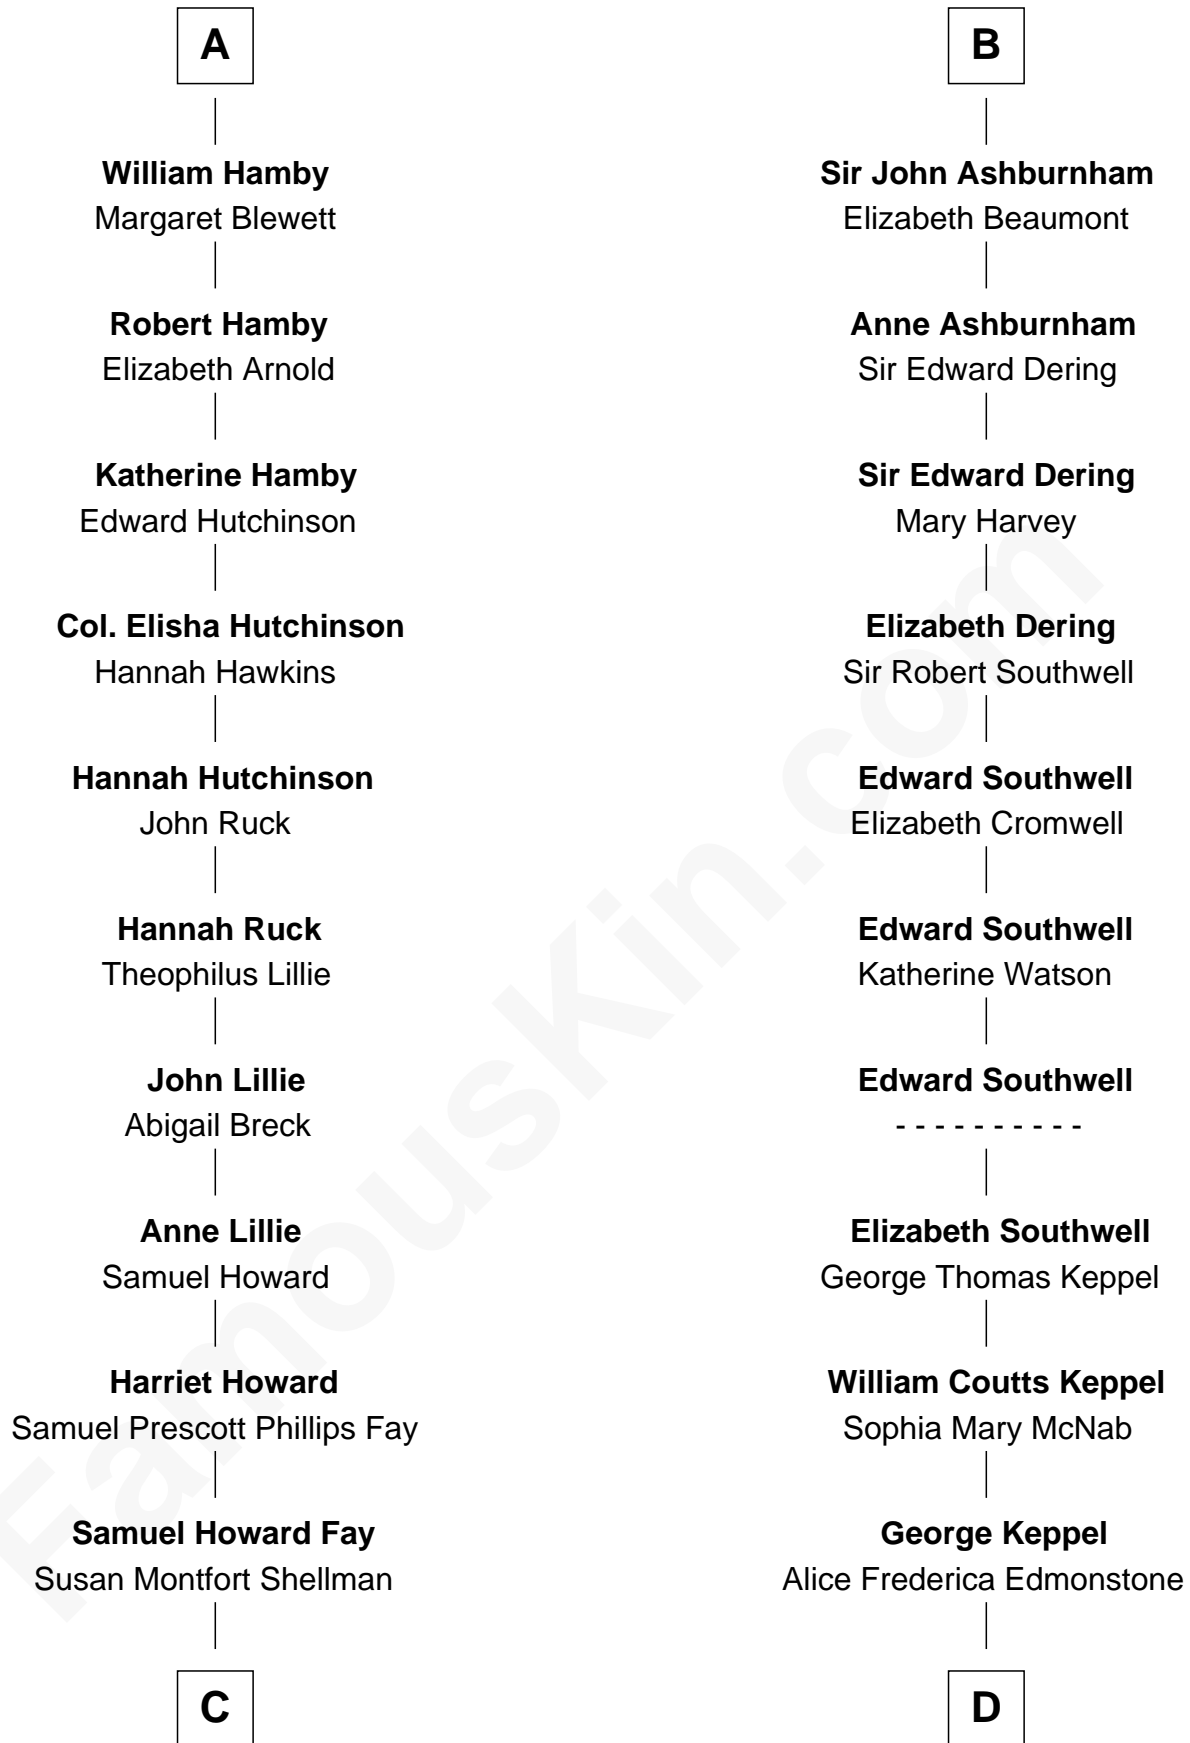 A
William Hamby
Margaret Blewett
Robert Hamby
Elizabeth Arnold
Katherine Hamby
Edward Hutchinson
Col. Elisha Hutchinson
Hannah Hawkins
Hannah Hutchinson
John Ruck
Hannah Ruck
Theophilus Lillie
John Lillie
Abigail Breck
Anne Lillie
Samuel Howard
Harriet Howard
Samuel Prescott Phillips Fay
Samuel Howard Fay
Susan Montfort Shellman
C
B
Sir John Ashburnham
Elizabeth Beaumont
Anne Ashburnham
Sir Edward Dering
Sir Edward Dering
Mary Harvey
Elizabeth Dering
Sir Robert Southwell
Edward Southwell
Elizabeth Cromwell
Edward Southwell
Katherine Watson
Edward Southwell
- - - - - - - - - -
Elizabeth Southwell
George Thomas Keppel
William Coutts Keppel
Sophia Mary McNab
George Keppel
Alice Frederica Edmonstone
D
FamousKin.com